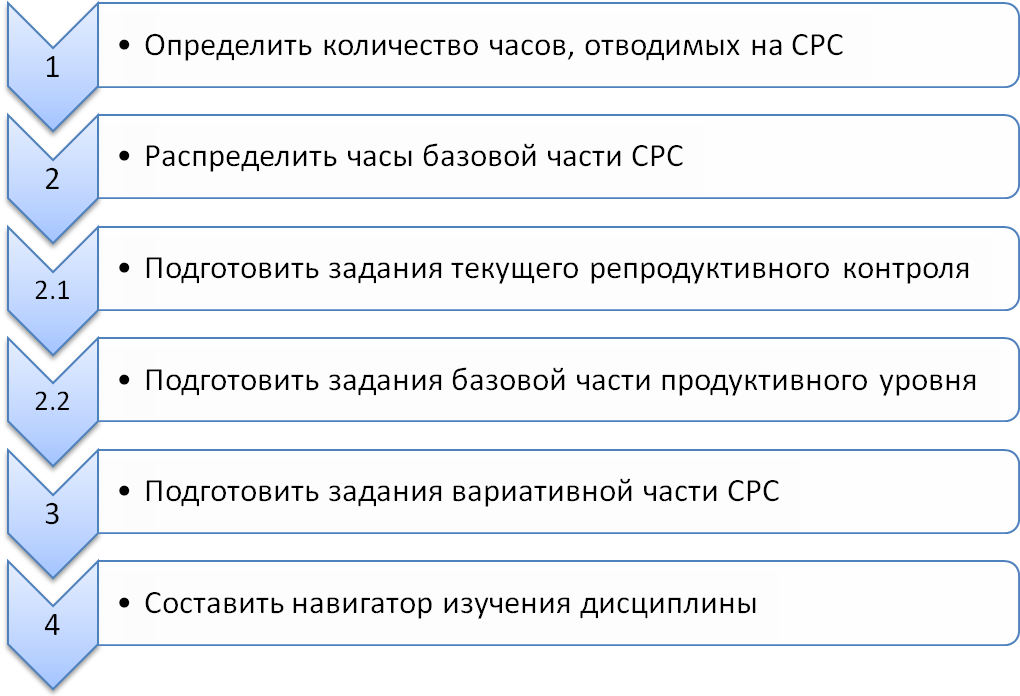 1
• Определить количество часов, отводимых на СРС
2
• Распределить часы базовой части СРС
2.1
• Подготовить задания текущего репродуктивного контроля
2.2
• Подготовить задания базовой части продуктивного уровня
3
• Подготовить задания вариативной части СРС
4
• Составить навигатор изучения дисциплины